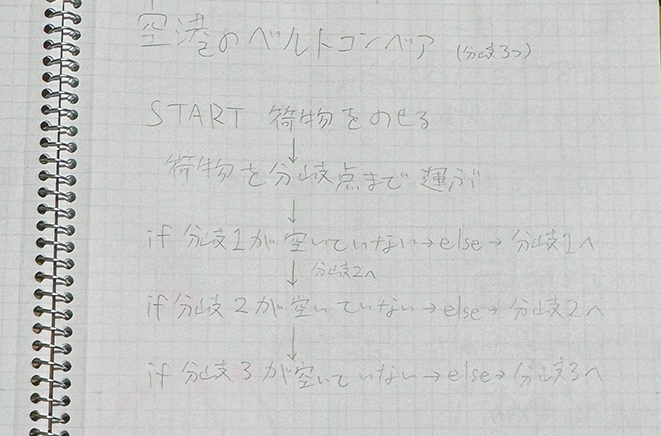 空港のベルトコンベア (分岐3つ)
START 荷物をのせる
↓
荷物を分岐点まで運ぶ
↓
if 分岐1が空いていない→else→分岐1へ
↓ 分岐2へ
if 分岐2が空いていない→else→分岐2へ
↓
if 分岐3が空いていない→else→分岐3へ